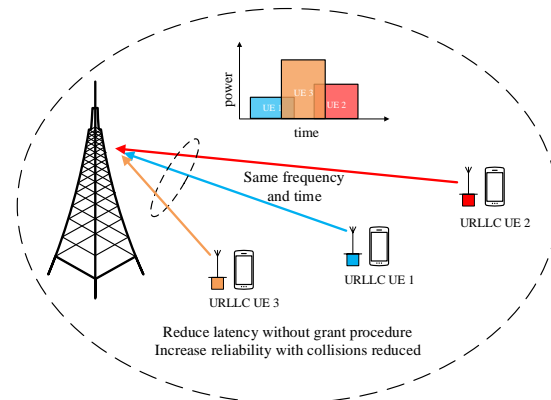 power
UE 1
UE 3
UE 2
time
Same frequency
and time
URLLC UE 2
URLLC UE 1
URLLC UE 3
Reduce latency without grant procedure
Increase reliability with collisions reduced